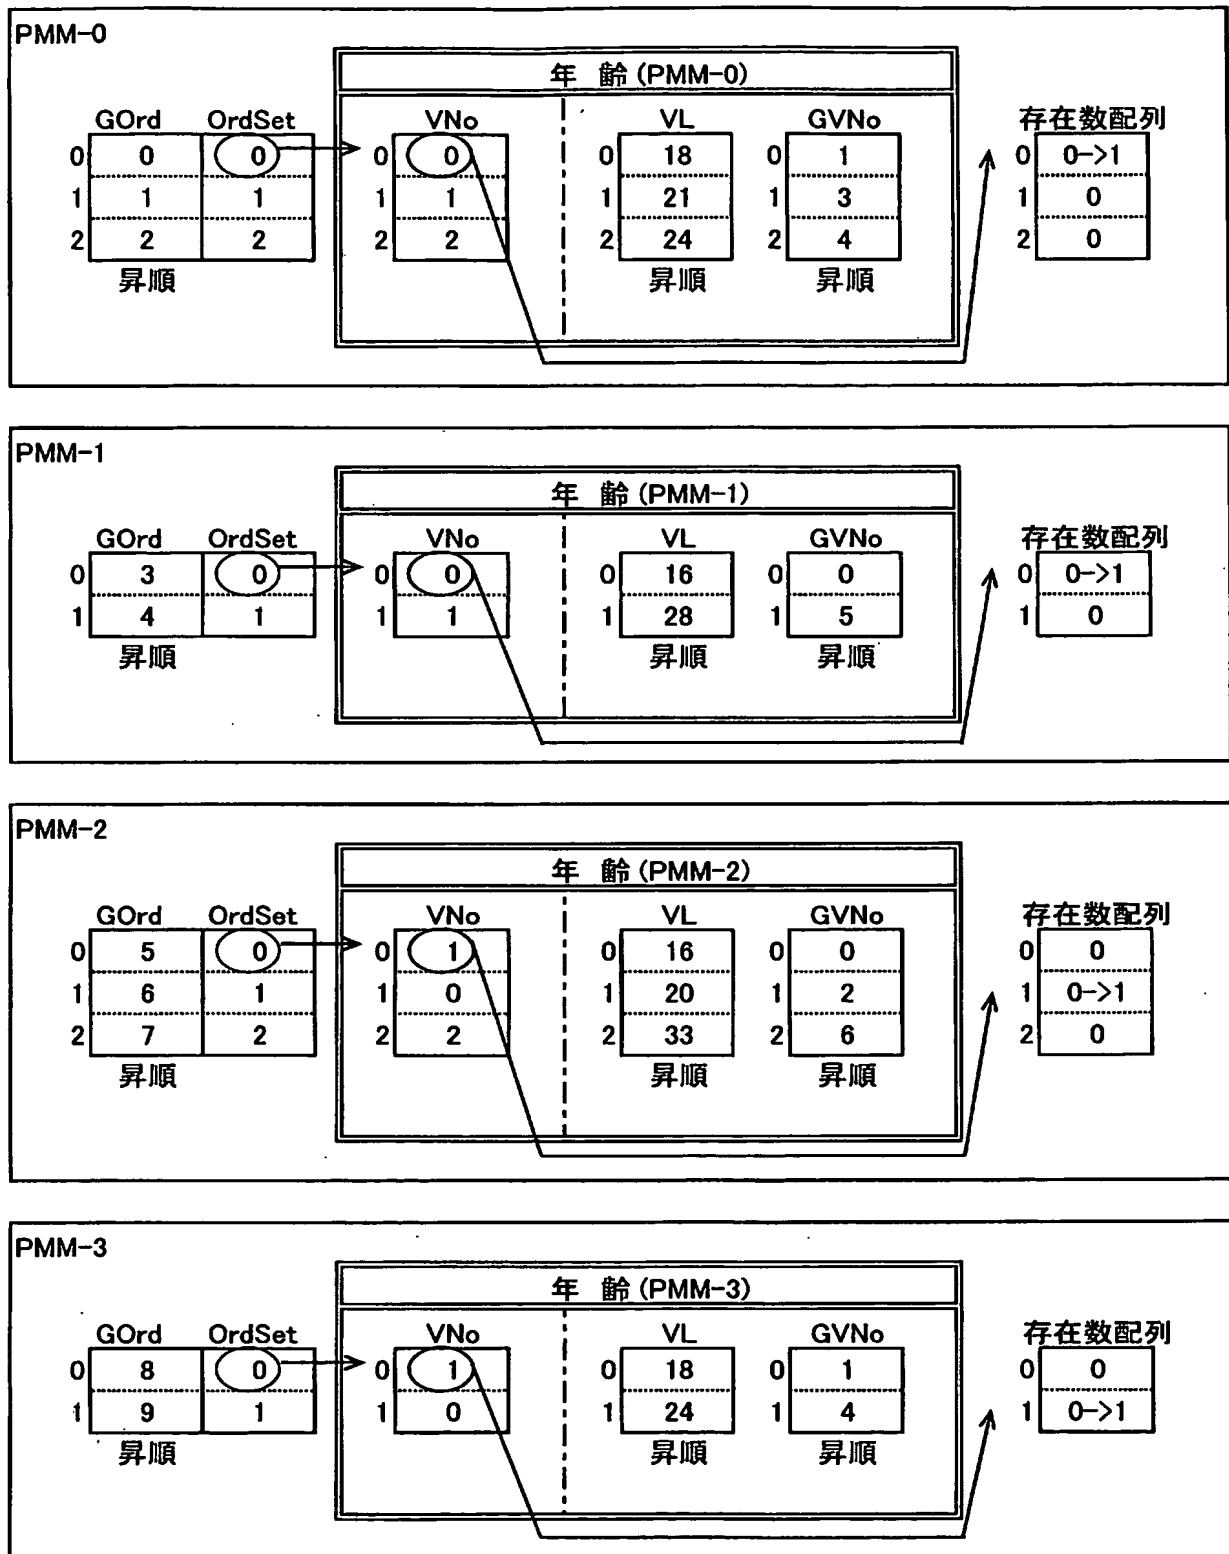 PMM-0
年 齢 (PMM-0)
GOrd OrdSet VNo VL GVNo 存在数配列
0 0 0 0 0 0 18 0 1 0 0->1
1 1 1 1 1 1 21 1 3 1 0
2 2 2 2 2 2 24 2 4 2 0
昇順 昇順 昇順
PMM-1
年 齢 (PMM-1)
GOrd OrdSet VNo VL GVNo 存在数配列
0 3 0 0 0 0 16 0 0 0 0->1
1 4 1 1 1 1 28 1 5 1 0
昇順 昇順 昇順
PMM-2
年 齢 (PMM-2)
GOrd OrdSet VNo VL GVNo 存在数配列
0 5 0 0 1 0 16 0 0 0 0
1 6 1 1 0 1 20 1 2 1 0->1
2 7 2 2 2 2 33 2 6 2 0
昇順 昇順 昇順
PMM-3
年 齢 (PMM-3)
GOrd OrdSet VNo VL GVNo 存在数配列
0 8 0 0 1 0 18 0 1 0 0
1 9 1 1 0 1 24 1 4 1 0->1
昇順 昇順 昇順